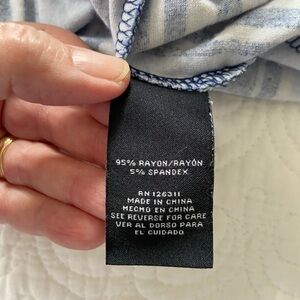 95% RAYON/RAYÓN
5% SPANDEX
RN 126311
MADE IN CHINA
HECHO EN CHINA
SEE REVERSE FOR CARE
VER AL DORSO PARA
EL CUIDADO